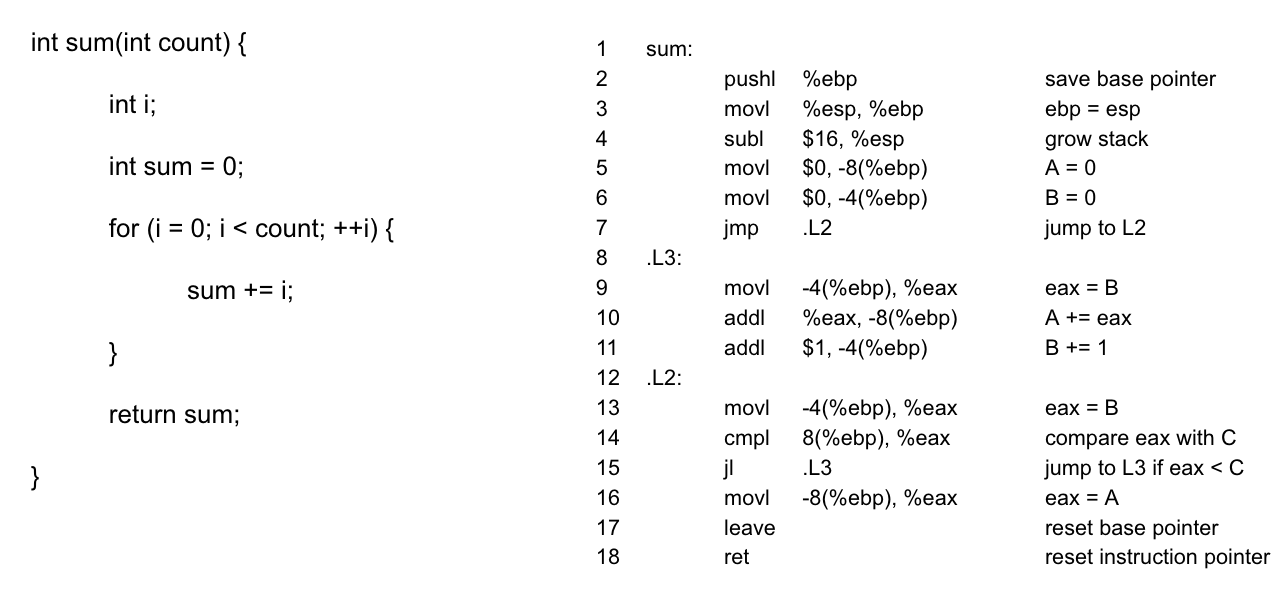 int sum(int count) {
int i;
int sum = 0;
for (i = 0; i < count; ++i) {
sum += i;
}
return sum;
}
1 sum:
2 pushl %ebp save base pointer
3 movl %esp, %ebp ebp = esp
4 subl $16, %esp grow stack
5 movl $0, -8(%ebp) A = 0
6 movl $0, -4(%ebp) B = 0
7 jmp .L2 jump to L2
8 .L3:
9 movl -4(%ebp), %eax eax = B
10 addl %eax, -8(%ebp) A += eax
11 addl $1, -4(%ebp) B += 1
12 .L2:
13 movl -4(%ebp), %eax eax = B
14 cmpl 8(%ebp), %eax compare eax with C
15 jl .L3 jump to L3 if eax < C
16 movl -8(%ebp), %eax eax = A
17 leave reset base pointer
18 ret reset instruction pointer